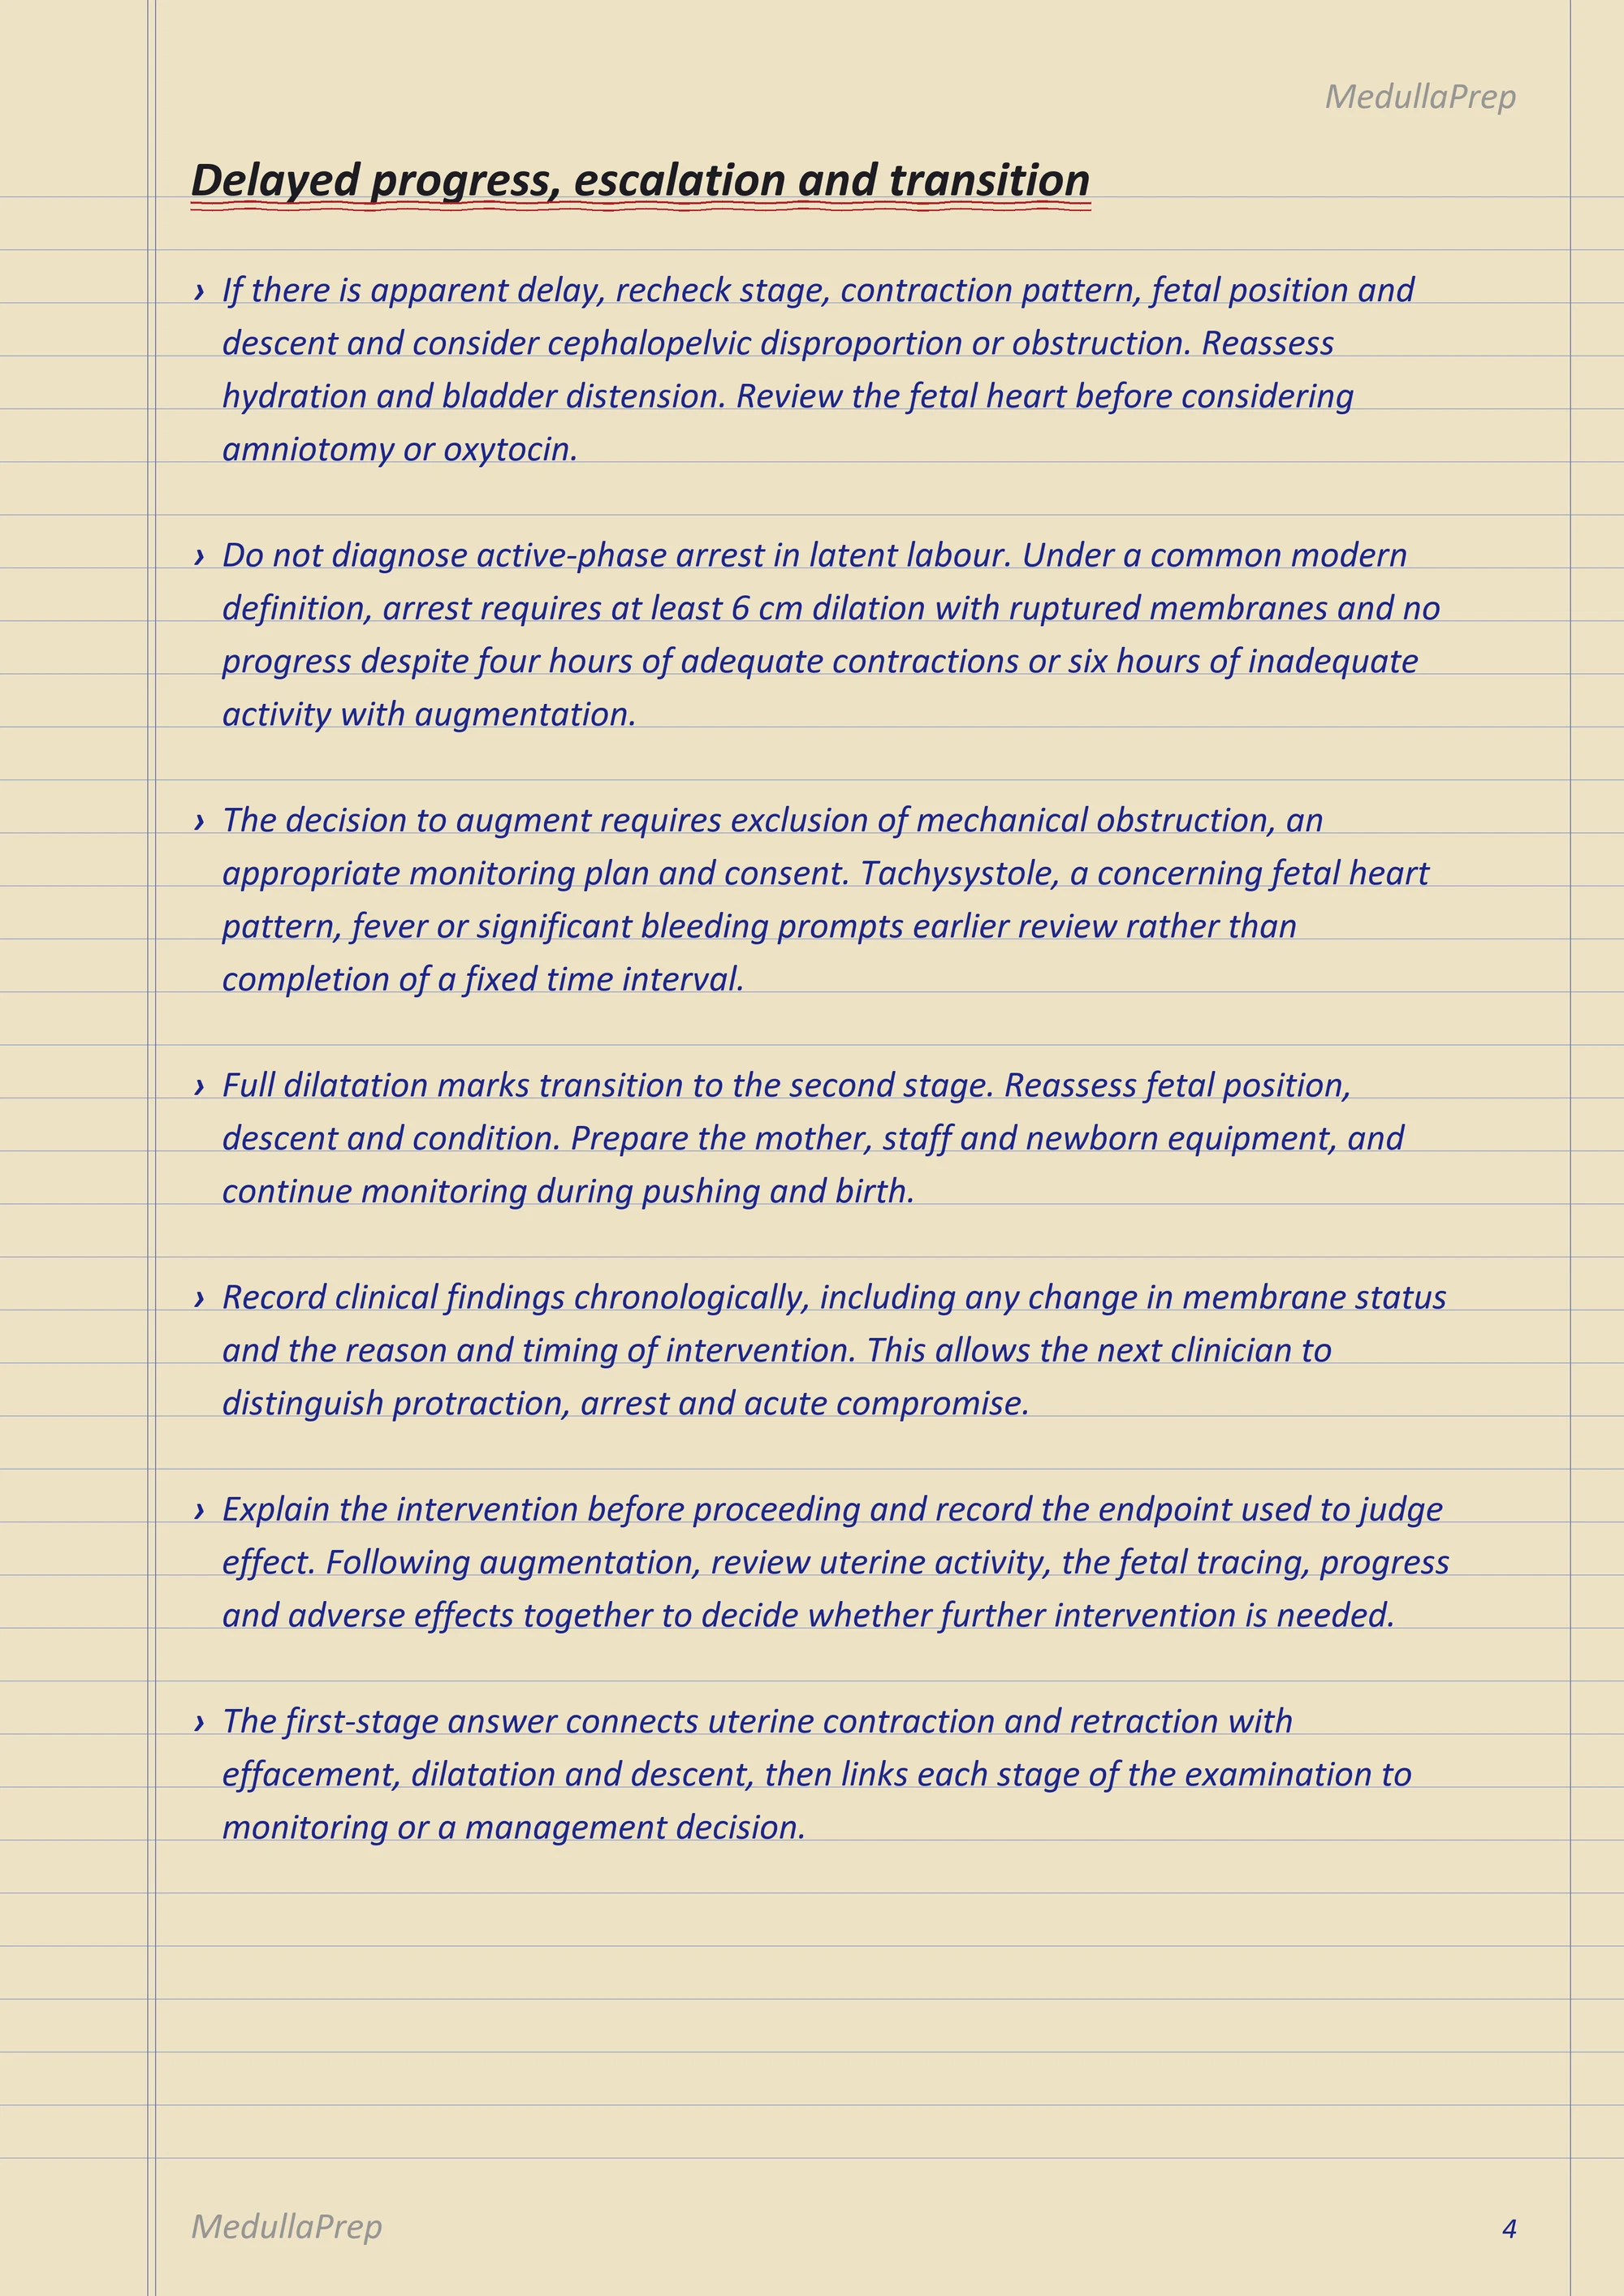 MedullaPrep
Delayed progress, escalation and transition
› If there is apparent delay, recheck stage, contraction pattern, fetal position and
descent and consider cephalopelvic disproportion or obstruction. Reassess
hydration and bladder distension. Review the fetal heart before considering
amniotomy or oxytocin.
› Do not diagnose active-phase arrest in latent labour. Under a common modern
definition, arrest requires at least 6 cm dilation with ruptured membranes and no
progress despite four hours of adequate contractions or six hours of inadequate
activity with augmentation.
› The decision to augment requires exclusion of mechanical obstruction, an
appropriate monitoring plan and consent. Tachysystole, a concerning fetal heart
pattern, fever or significant bleeding prompts earlier review rather than
completion of a fixed time interval.
› Full dilatation marks transition to the second stage. Reassess fetal position,
descent and condition. Prepare the mother, staff and newborn equipment, and
continue monitoring during pushing and birth.
› Record clinical findings chronologically, including any change in membrane status
and the reason and timing of intervention. This allows the next clinician to
distinguish protraction, arrest and acute compromise.
› Explain the intervention before proceeding and record the endpoint used to judge
effect. Following augmentation, review uterine activity, the fetal tracing, progress
and adverse effects together to decide whether further intervention is needed.
› The first-stage answer connects uterine contraction and retraction with
effacement, dilatation and descent, then links each stage of the examination to
monitoring or a management decision.
MedullaPrep
4